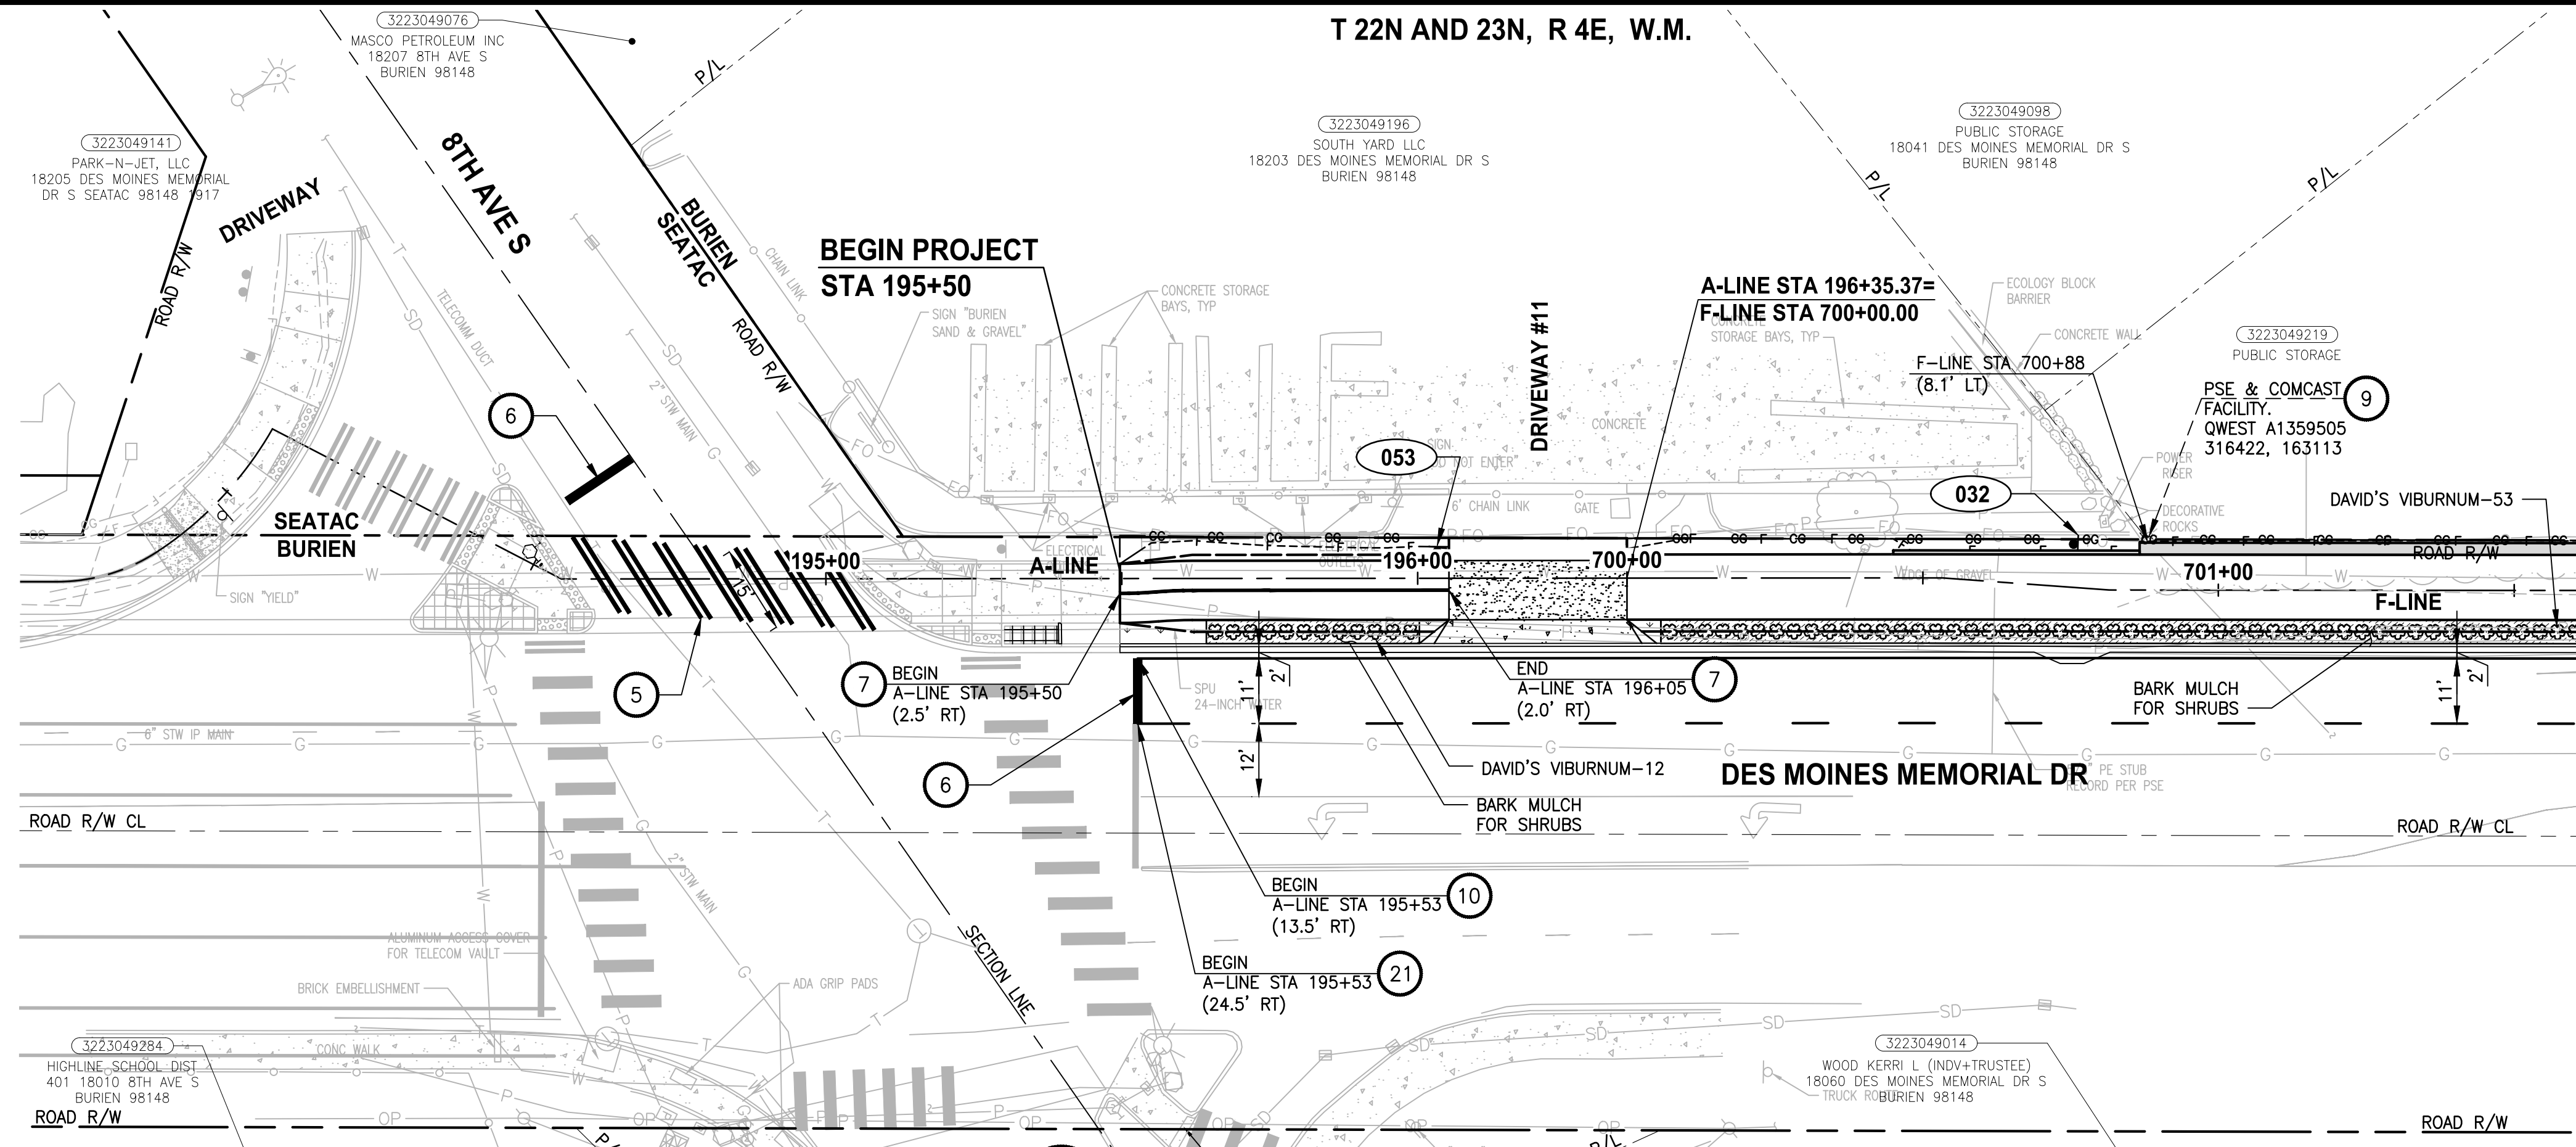 T 22N AND 23N, R 4E, W.M.
3223049076
MASCO PETROLEUM INC
18207 8TH AVE S
BURIEN 98148
P/L
3223049141
PARK-N-JET, LLC
18205 DES MOINES MEMORIAL
DR S SEATAC 98148 1917
DRIVEWAY
ROAD R/W
8TH AVE S
BURIEN
SEATAC
ROAD R/W
CHAIN LINK
TELECOMM DUCT
2" STW MAIN
3223049196
SOUTH YARD LLC
18203 DES MOINES MEMORIAL DR S
BURIEN 98148
3223049098
PUBLIC STORAGE
18041 DES MOINES MEMORIAL DR S
BURIEN 98148
P/L
P/L
BEGIN PROJECT
STA 195+50
SIGN "BURIEN
SAND & GRAVEL"
CONCRETE STORAGE
BAYS, TYP
DRIVEWAY #11
A-LINE STA 196+35.37=
F-LINE STA 700+00.00
CONCRETE
STORAGE BAYS, TYP
ECOLOGY BLOCK
BARRIER
CONCRETE WALL
3223049219
PUBLIC STORAGE
F-LINE STA 700+88
(8.1' LT)
PSE & COMCAST
FACILITY.
QWEST A1359505
316422, 163113
9
6
053
SIGN
"DO NOT ENTER"
CONCRETE
6' CHAIN LINK
GATE
032
POWER
RISER
DECORATIVE
ROCKS
DAVID'S VIBURNUM-53
SEATAC
BURIEN
SIGN "YIELD"
15'
195+00
ELECTRICAL
A-LINE
ELECTRICAL
OUTLETS
196+00
700+00
EDGE OF GRAVEL
ROAD R/W
701+00
F-LINE
5
7
BEGIN
A-LINE STA 195+50
(2.5' RT)
SPU
24-INCH WATER
11'
2'
END
A-LINE STA 196+05
(2.0' RT)
7
BARK MULCH
FOR SHRUBS
11'
2'
6" STW IP MAIN
6
12'
DAVID'S VIBURNUM-12
DES MOINES MEMORIAL DR
PE STUB
RECORD PER PSE
BARK MULCH
FOR SHRUBS
ROAD R/W CL
ROAD R/W CL
2" STW MAIN
BEGIN
A-LINE STA 195+53
(13.5' RT)
10
ALUMINUM ACCESS COVER
FOR TELECOM VAULT
SECTION LNE
BEGIN
A-LINE STA 195+53
(24.5' RT)
21
BRICK EMBELLISHMENT
ADA GRIP PADS
3223049284
HIGHLINE SCHOOL DIST
401 18010 8TH AVE S
BURIEN 98148
CONC WALK
3223049014
WOOD KERRI L (INDV+TRUSTEE)
18060 DES MOINES MEMORIAL DR S
BURIEN 98148
ROAD R/W
P/L
ROAD R/W